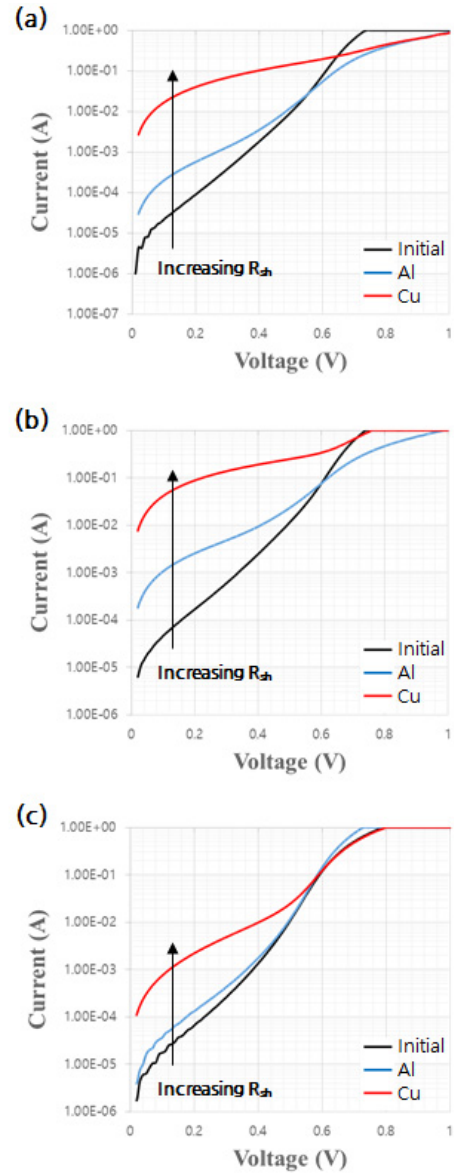 (a)
Current (A)
1.00E+00
1.00E-01
1.00E-02
1.00E-03
1.00E-04
1.00E-05
1.00E-06
1.00E-07
Increasing Rsh
Initial
Al
Cu
0 0.2 0.4 0.6 0.8 1
Voltage (V)
(b)
Current (A)
1.00E+00
1.00E-01
1.00E-02
1.00E-03
1.00E-04
1.00E-05
1.00E-06
Increasing Rsh
Initial
Al
Cu
0 0.2 0.4 0.6 0.8 1
Voltage (V)
(c)
Current (A)
1.00E+00
1.00E-01
1.00E-02
1.00E-03
1.00E-04
1.00E-05
1.00E-06
Increasing Rsh
Initial
Al
Cu
0 0.2 0.4 0.6 0.8 1
Voltage (V)